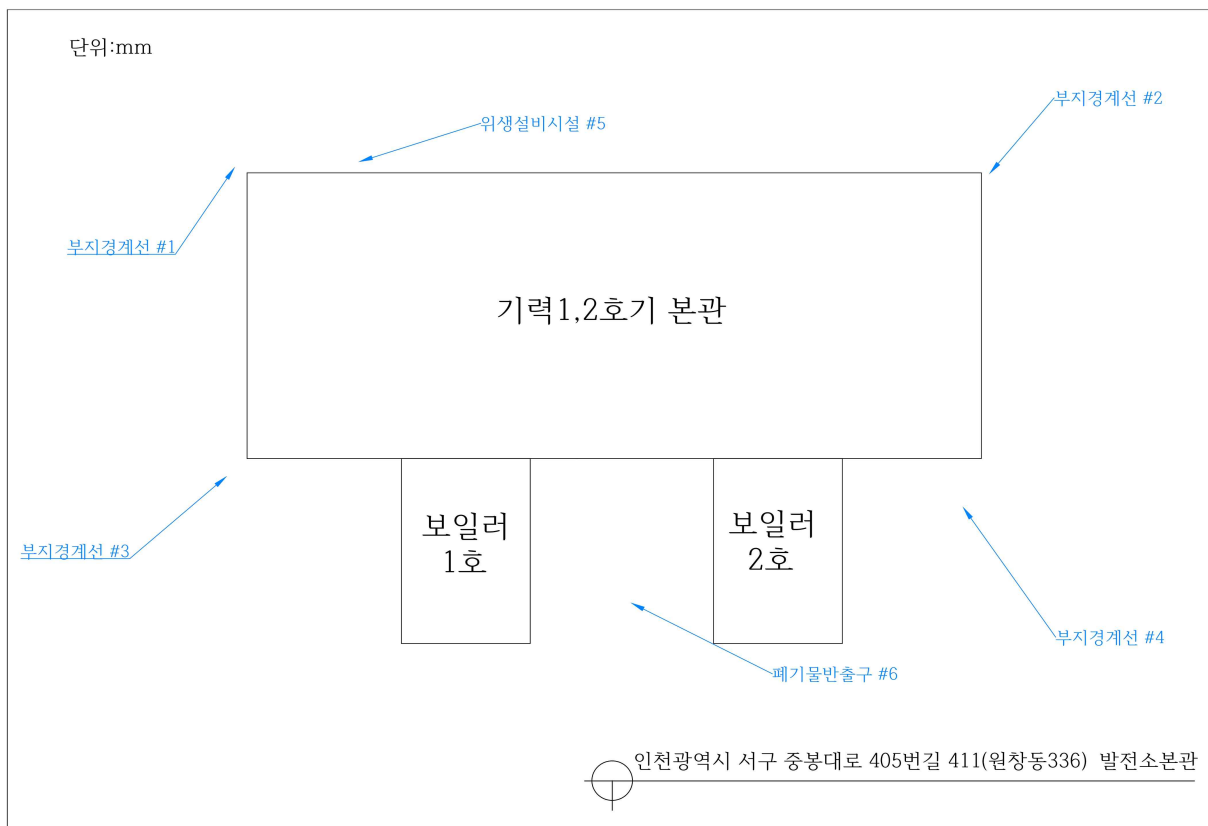 단위:mm
부지경계선 #2
위생설비시설 #5
부지경계선 #1
기력1,2호기 본관
보일러
1호
보일러
2호
부지경계선 #3
부지경계선 #4
폐기물반출구 #6
인천광역시 서구 중봉대로 405번길 411(원창동336) 발전소본관